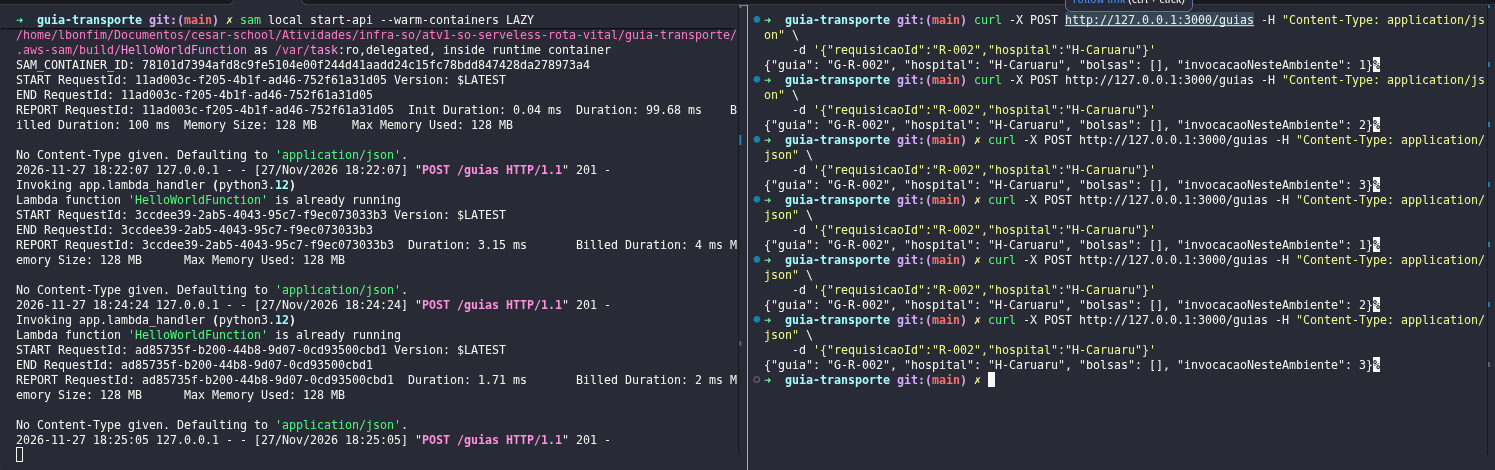 ➜  guia-transporte git:(main) ✗ sam local start-api --warm-containers LAZY
/home/lbonfim/Documentos/cesar-school/Atividades/infra-so/atv1-so-serveless-rota-vital/guia-transporte/
.aws-sam/build/HelloWorldFunction as /var/task:ro,delegated, inside runtime container
SAM_CONTAINER_ID: 78101d7394afd8c9fe5104e00f244d41aadd24c15fc78bdd847428da278973a4
START RequestId: 11ad003c-f205-4b1f-ad46-752f61a31d05 Version: $LATEST
END RequestId: 11ad003c-f205-4b1f-ad46-752f61a31d05
REPORT RequestId: 11ad003c-f205-4b1f-ad46-752f61a31d05  Init Duration: 0.04 ms  Duration: 99.68 ms    B
illed Duration: 100 ms  Memory Size: 128 MB     Max Memory Used: 128 MB
No Content-Type given. Defaulting to 'application/json'.
2026-11-27 18:22:07 127.0.0.1 - - [27/Nov/2026 18:22:07] "POST /guias HTTP/1.1" 201 -
Invoking app.lambda_handler (python3.12)
Lambda function 'HelloWorldFunction' is already running
START RequestId: 3ccdee39-2ab5-4043-95c7-f9ec073033b3 Version: $LATEST
END RequestId: 3ccdee39-2ab5-4043-95c7-f9ec073033b3
REPORT RequestId: 3ccdee39-2ab5-4043-95c7-f9ec073033b3  Duration: 3.15 ms       Billed Duration: 4 ms M
emory Size: 128 MB      Max Memory Used: 128 MB
No Content-Type given. Defaulting to 'application/json'.
2026-11-27 18:24:24 127.0.0.1 - - [27/Nov/2026 18:24:24] "POST /guias HTTP/1.1" 201 -
Invoking app.lambda_handler (python3.12)
Lambda function 'HelloWorldFunction' is already running
START RequestId: ad85735f-b200-44b8-9d07-0cd93500cbd1 Version: $LATEST
END RequestId: ad85735f-b200-44b8-9d07-0cd93500cbd1
REPORT RequestId: ad85735f-b200-44b8-9d07-0cd93500cbd1  Duration: 1.71 ms       Billed Duration: 2 ms M
emory Size: 128 MB      Max Memory Used: 128 MB
No Content-Type given. Defaulting to 'application/json'.
2026-11-27 18:25:05 127.0.0.1 - - [27/Nov/2026 18:25:05] "POST /guias HTTP/1.1" 201 -
Follow link (ctrl + click)
➜  guia-transporte git:(main) curl -X POST http://127.0.0.1:3000/guias -H "Content-Type: application/js
on" \
    -d '{"requisicaoId":"R-002","hospital":"H-Caruaru"}'
{"guia": "G-R-002", "hospital": "H-Caruaru", "bolsas": [], "invocacaoNesteAmbiente": 1}%
➜  guia-transporte git:(main) curl -X POST http://127.0.0.1:3000/guias -H "Content-Type: application/js
on" \
    -d '{"requisicaoId":"R-002","hospital":"H-Caruaru"}'
{"guia": "G-R-002", "hospital": "H-Caruaru", "bolsas": [], "invocacaoNesteAmbiente": 2}%
➜  guia-transporte git:(main) ✗ curl -X POST http://127.0.0.1:3000/guias -H "Content-Type: application/
json" \
    -d '{"requisicaoId":"R-002","hospital":"H-Caruaru"}'
{"guia": "G-R-002", "hospital": "H-Caruaru", "bolsas": [], "invocacaoNesteAmbiente": 3}%
➜  guia-transporte git:(main) ✗ curl -X POST http://127.0.0.1:3000/guias -H "Content-Type: application/
json" \
    -d '{"requisicaoId":"R-002","hospital":"H-Caruaru"}'
{"guia": "G-R-002", "hospital": "H-Caruaru", "bolsas": [], "invocacaoNesteAmbiente": 1}%
➜  guia-transporte git:(main) ✗ curl -X POST http://127.0.0.1:3000/guias -H "Content-Type: application/
json" \
    -d '{"requisicaoId":"R-002","hospital":"H-Caruaru"}'
{"guia": "G-R-002", "hospital": "H-Caruaru", "bolsas": [], "invocacaoNesteAmbiente": 2}%
➜  guia-transporte git:(main) ✗ curl -X POST http://127.0.0.1:3000/guias -H "Content-Type: application/
json" \
    -d '{"requisicaoId":"R-002","hospital":"H-Caruaru"}'
{"guia": "G-R-002", "hospital": "H-Caruaru", "bolsas": [], "invocacaoNesteAmbiente": 3}%
➜  guia-transporte git:(main) ✗